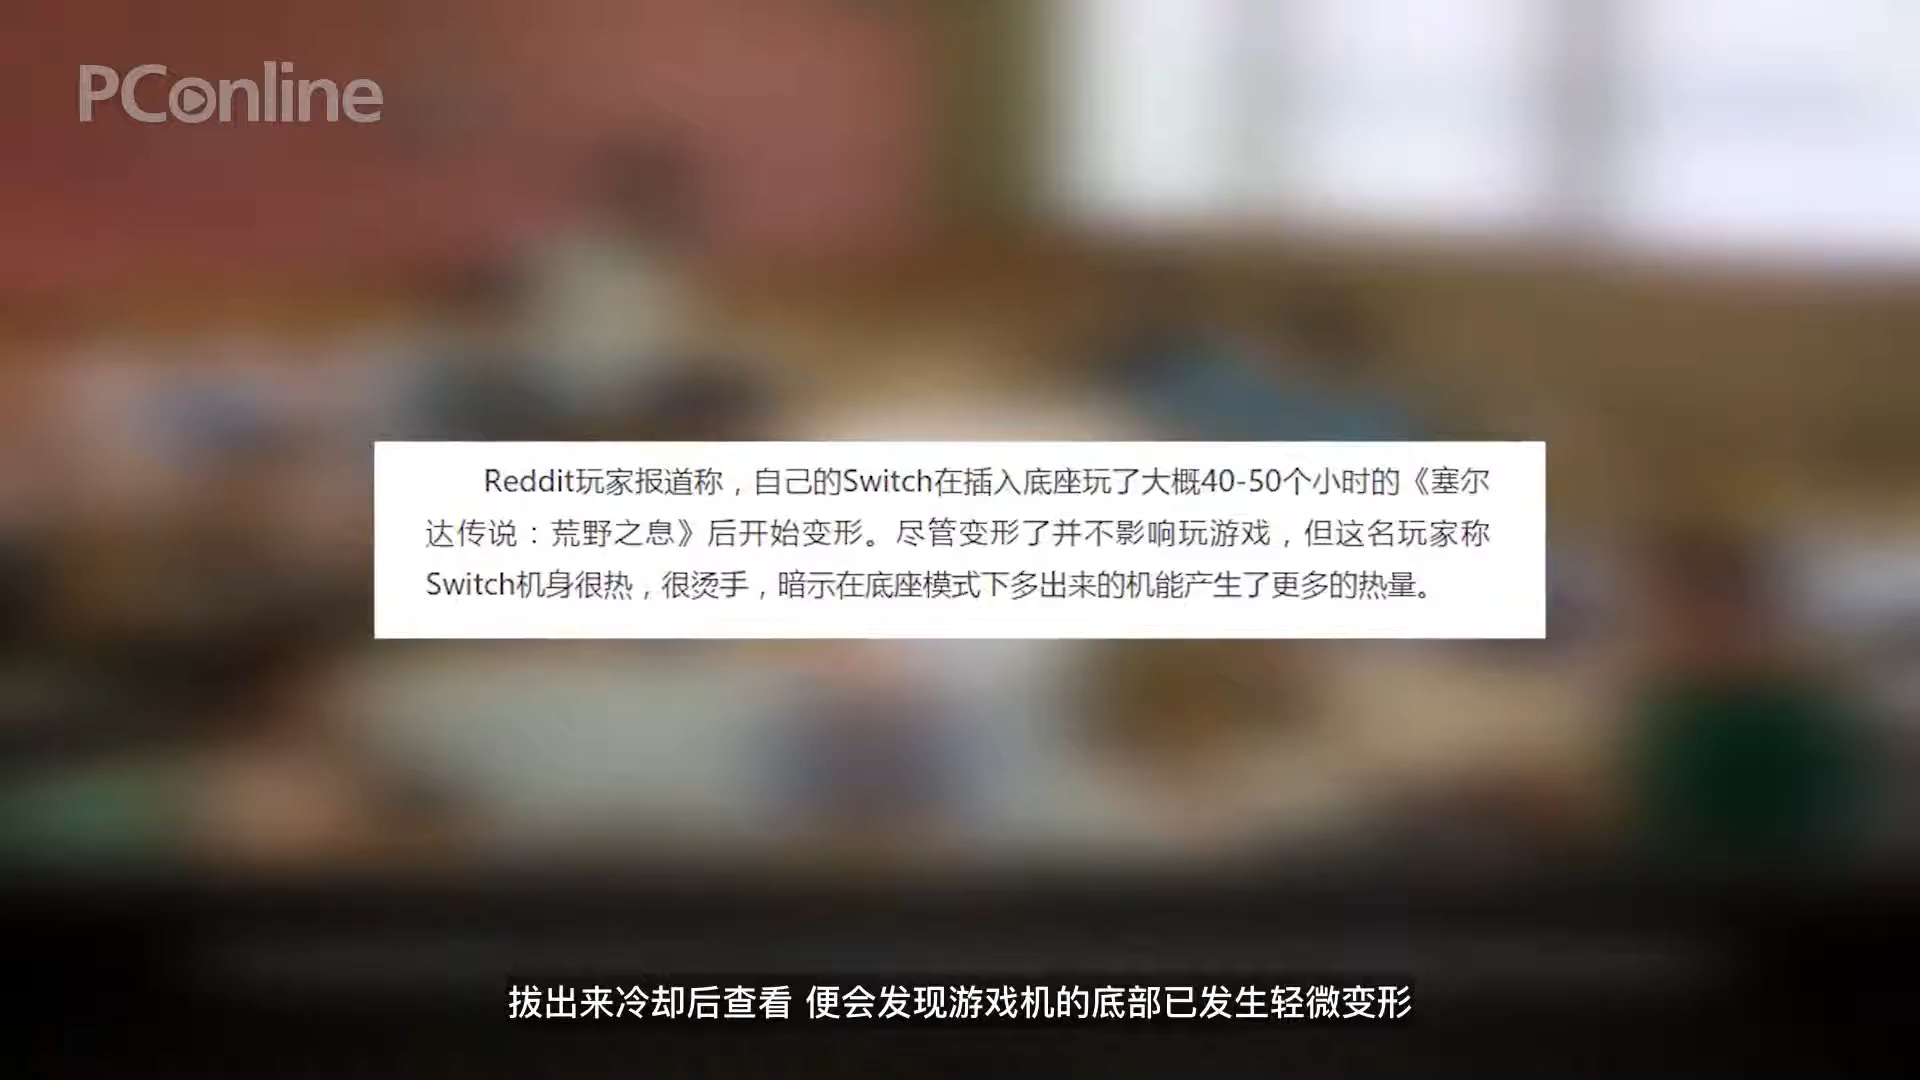 PConline
Reddit玩家报道称，自己的Switch在插入底座玩了大概40-50个小时的《塞尔
达传说：荒野之息》后开始变形。尽管变形了并不影响玩游戏，但这名玩家称
Switch机身很热，很烫手，暗示在底座模式下多出来的机能产生了更多的热量。
拔出来冷却后查看 便会发现游戏机的底部已发生轻微变形